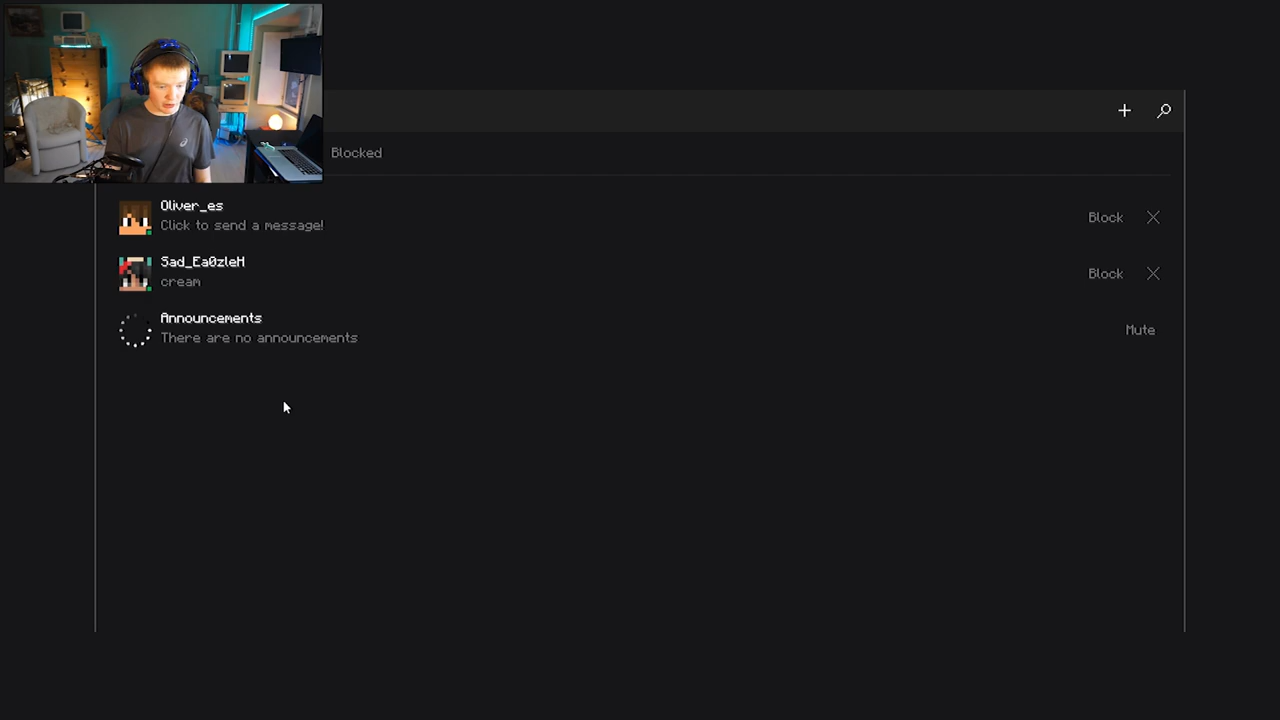 Blocked
Oliver_es
Click to send a message!
Block
Sad_Ea0zleH
cream
Block
Announcements
There are no announcements
Mute